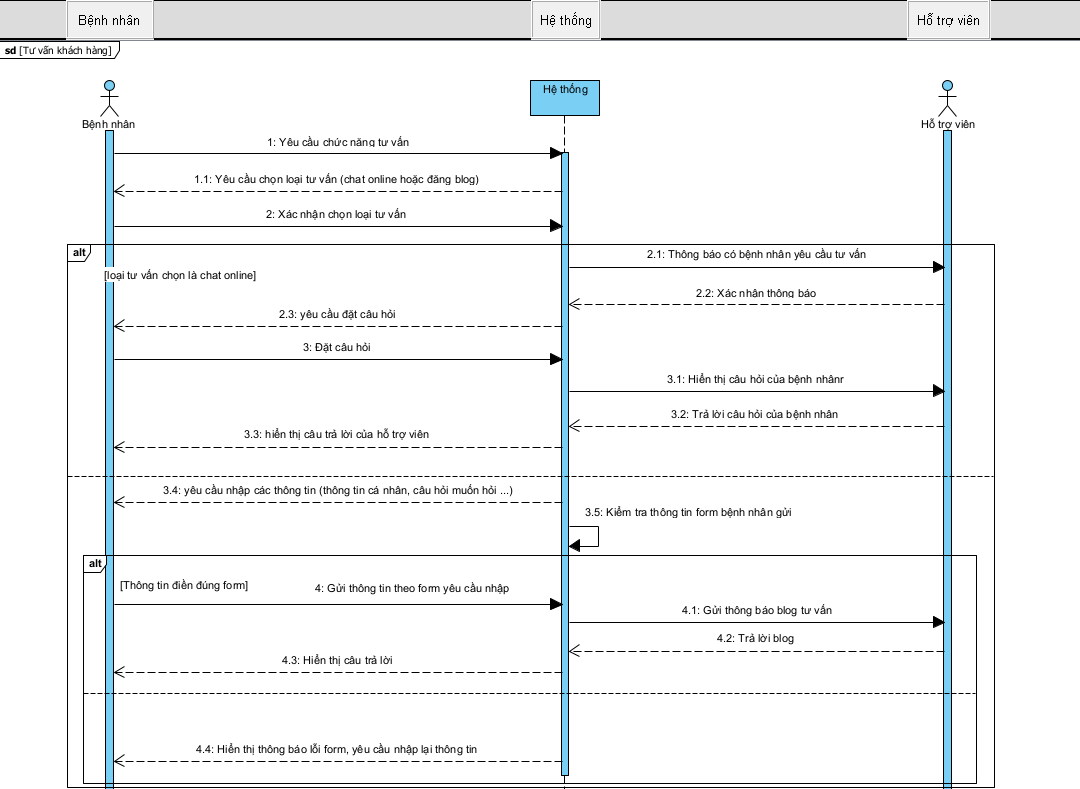 Bệnh nhân
Hệ thống
Hỗ trợ viên
sd [Tư vấn khách hàng]
Hệ thống
Bệnh nhân
Hỗ trợ viên
1: Yêu cầu chức năng tư vấn
1.1: Yêu cầu chọn loại tư vấn (chat online hoặc đăng blog)
2: Xác nhận chọn loại tư vấn
alt
2.1: Thông báo có bệnh nhân yêu cầu tư vấn
[loại tư vấn chọn là chat online]
2.2: Xác nhận thông báo
2.3: yêu cầu đặt câu hỏi
3: Đặt câu hỏi
3.1: Hiển thị câu hỏi của bệnh nhânr
3.2: Trả lời câu hỏi của bệnh nhân
3.3: hiển thị câu trả lời của hỗ trợ viên
3.4: yêu cầu nhập các thông tin (thông tin cá nhân, câu hỏi muốn hỏi ...)
3.5: Kiểm tra thông tin form bệnh nhân gửi
alt
[Thông tin điền đúng form]
4: Gửi thông tin theo form yêu cầu nhập
4.1: Gửi thông báo blog tư vấn
4.2: Trả lời blog
4.3: Hiển thị câu trả lời
4.4: Hiển thị thông báo lỗi form, yêu cầu nhập lại thông tin